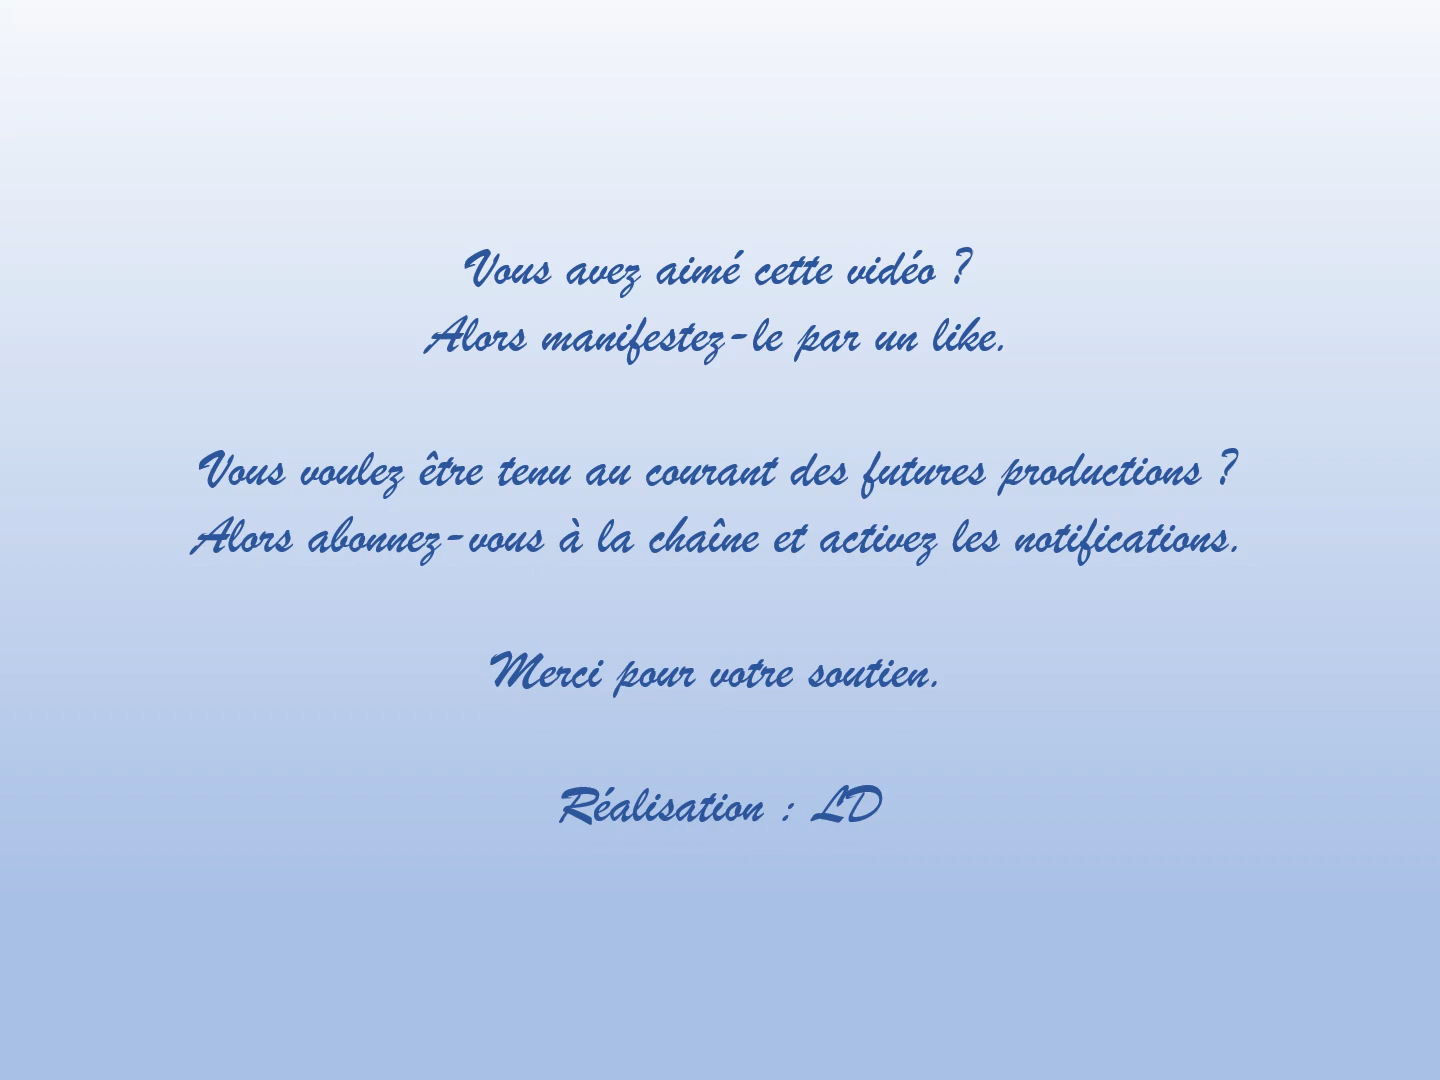 Vous avez aimé cette vidéo ?
Alors manifestez-le par un like.
Vous voulez être tenu au courant des futures productions ?
Alors abonnez-vous à la chaîne et activez les notifications.
Merci pour votre soutien.
Réalisation : LD